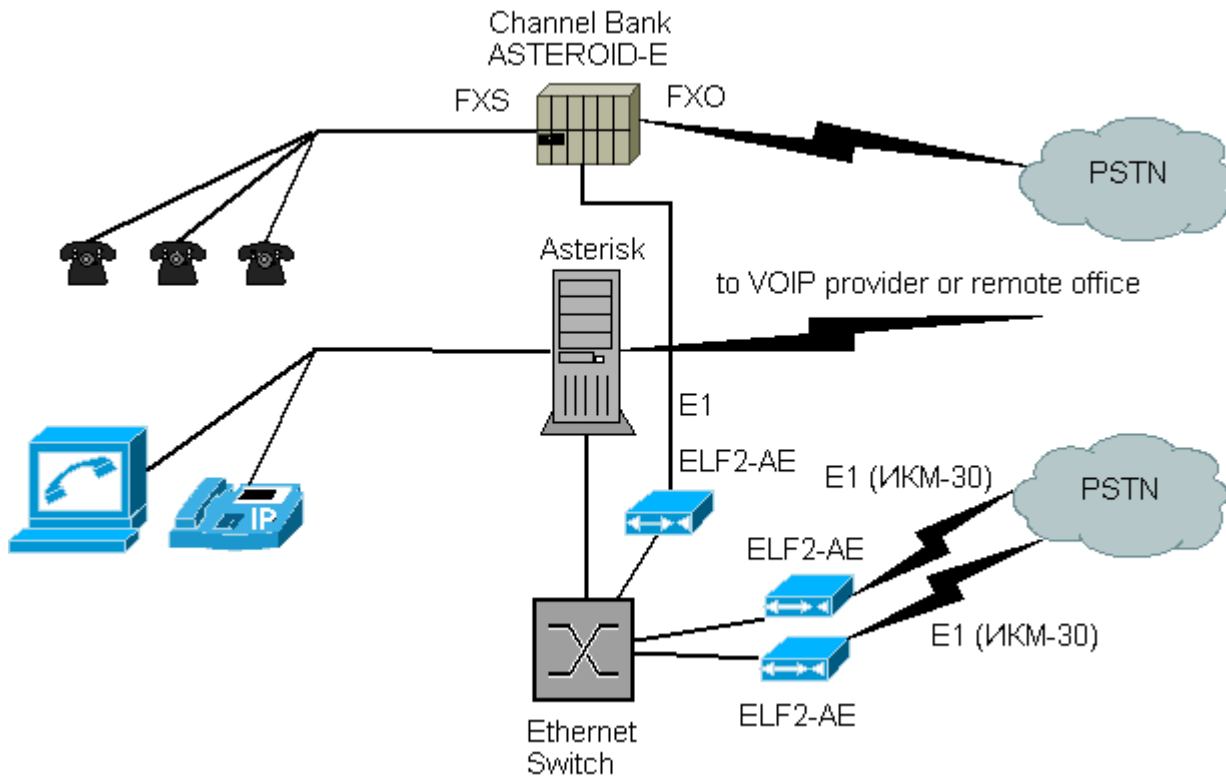 Channel Bank
ASTEROID-E
FXS
FXO
PSTN
Asterisk
to VOIP provider or remote office
E1
ELF2-AE
E1 (ИКМ-30)
PSTN
IP
ELF2-AE
E1 (ИКМ-30)
ELF2-AE
Ethernet
Switch